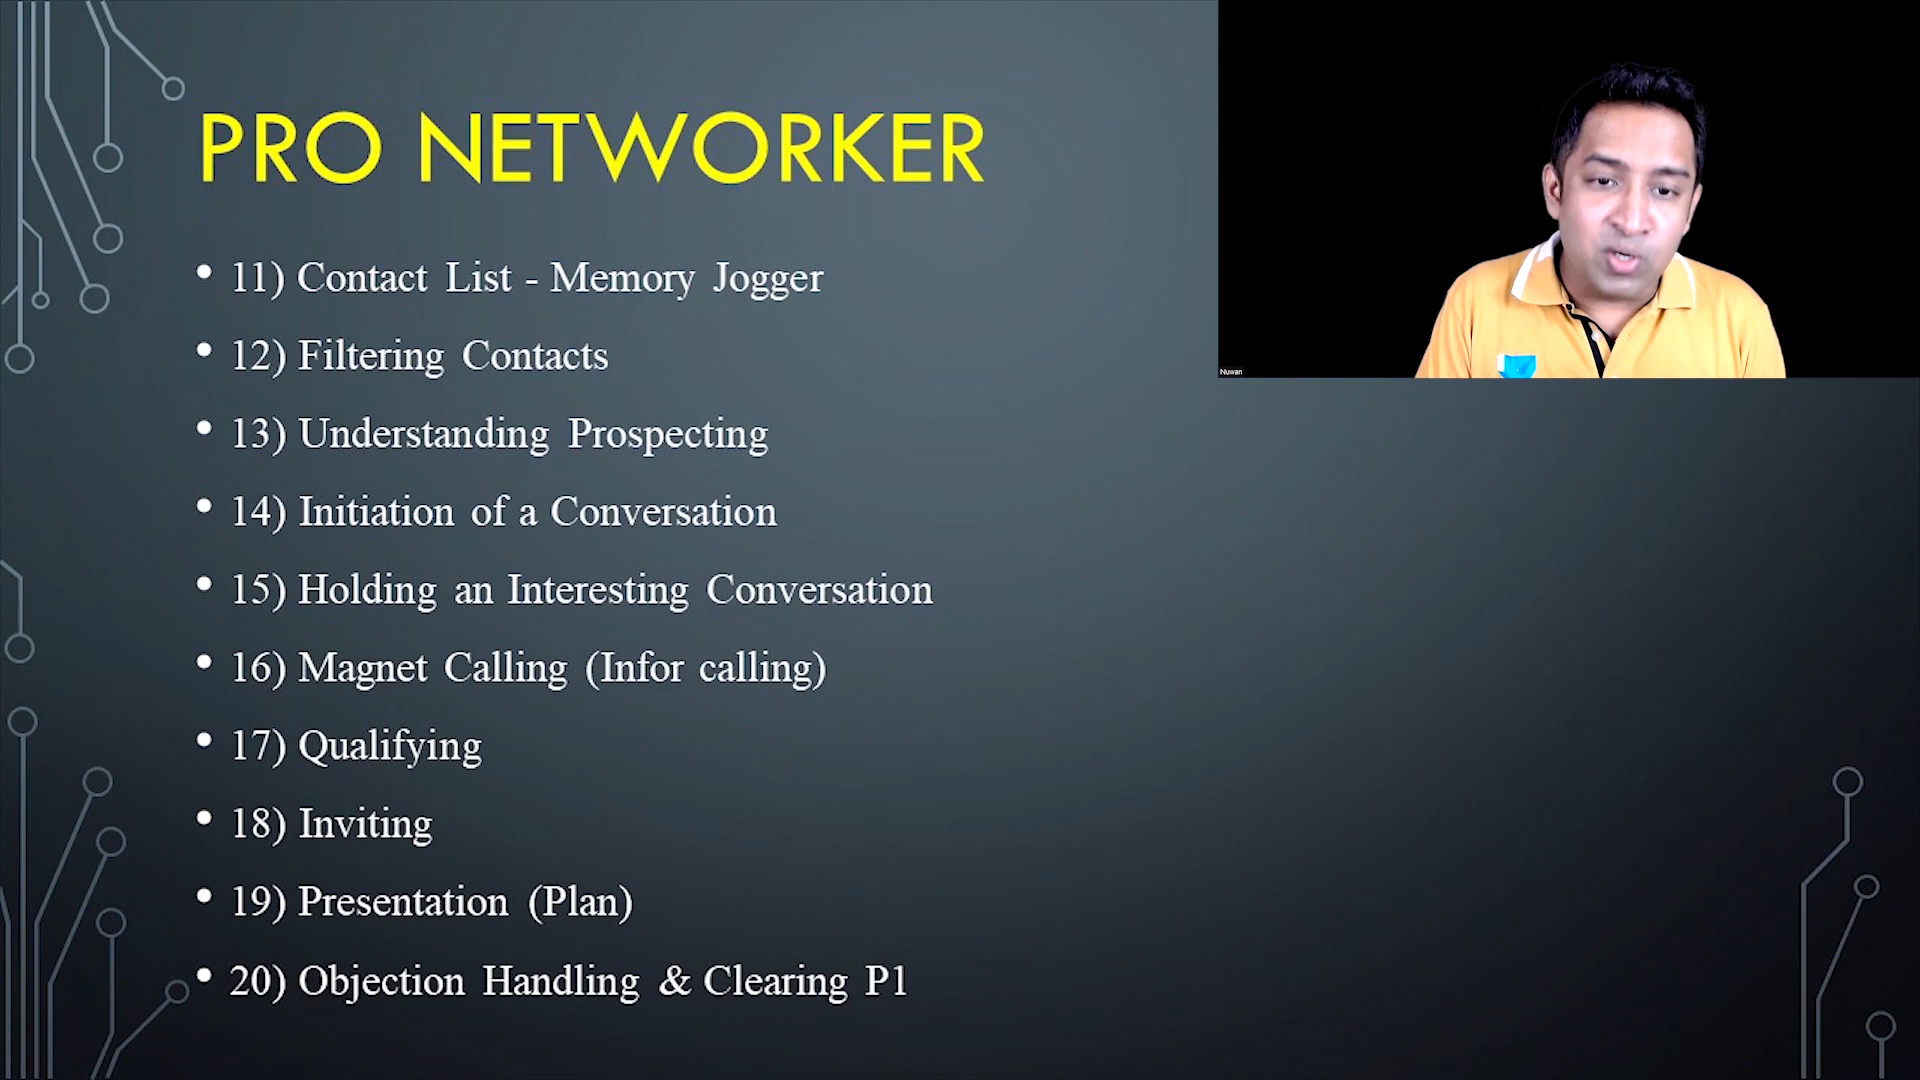 PRO NETWORKER
• 11) Contact List - Memory Jogger
• 12) Filtering Contacts
• 13) Understanding Prospecting
• 14) Initiation of a Conversation
• 15) Holding an Interesting Conversation
• 16) Magnet Calling (Infor calling)
• 17) Qualifying
• 18) Inviting
• 19) Presentation (Plan)
• 20) Objection Handling & Clearing P1
Nuwan